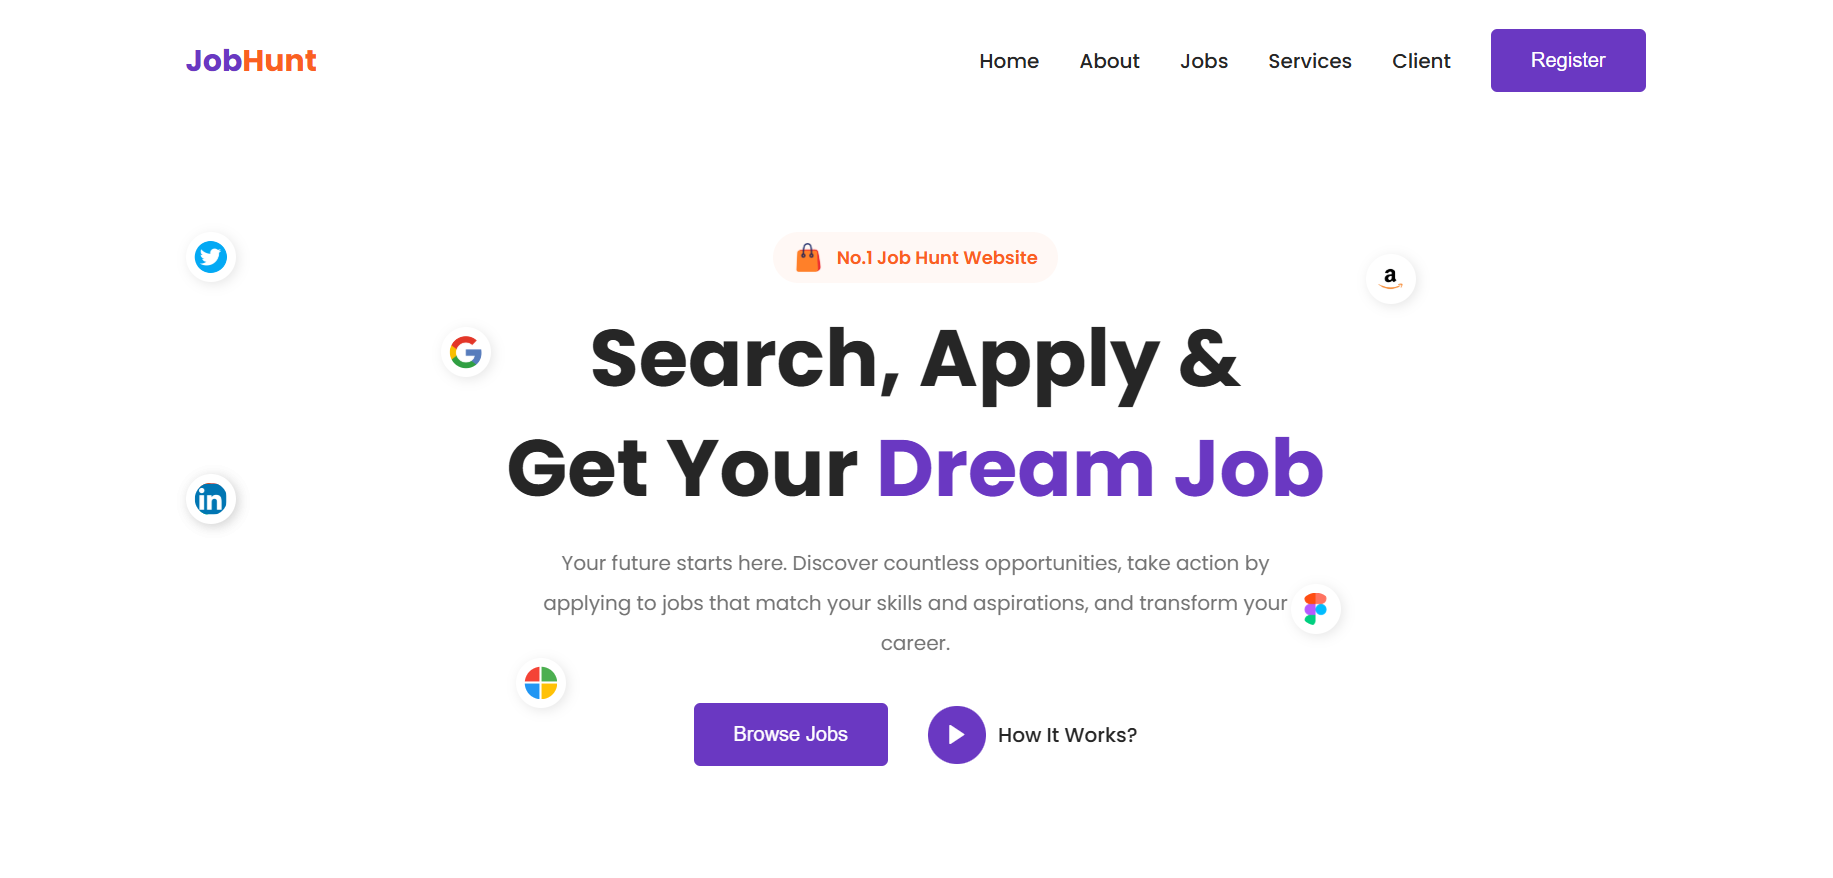 JobHunt
Home About Jobs Services Client Register
No.1 Job Hunt Website
Search, Apply &
Get Your Dream Job
Your future starts here. Discover countless opportunities, take action by
applying to jobs that match your skills and aspirations, and transform your
career.
Browse Jobs How It Works?